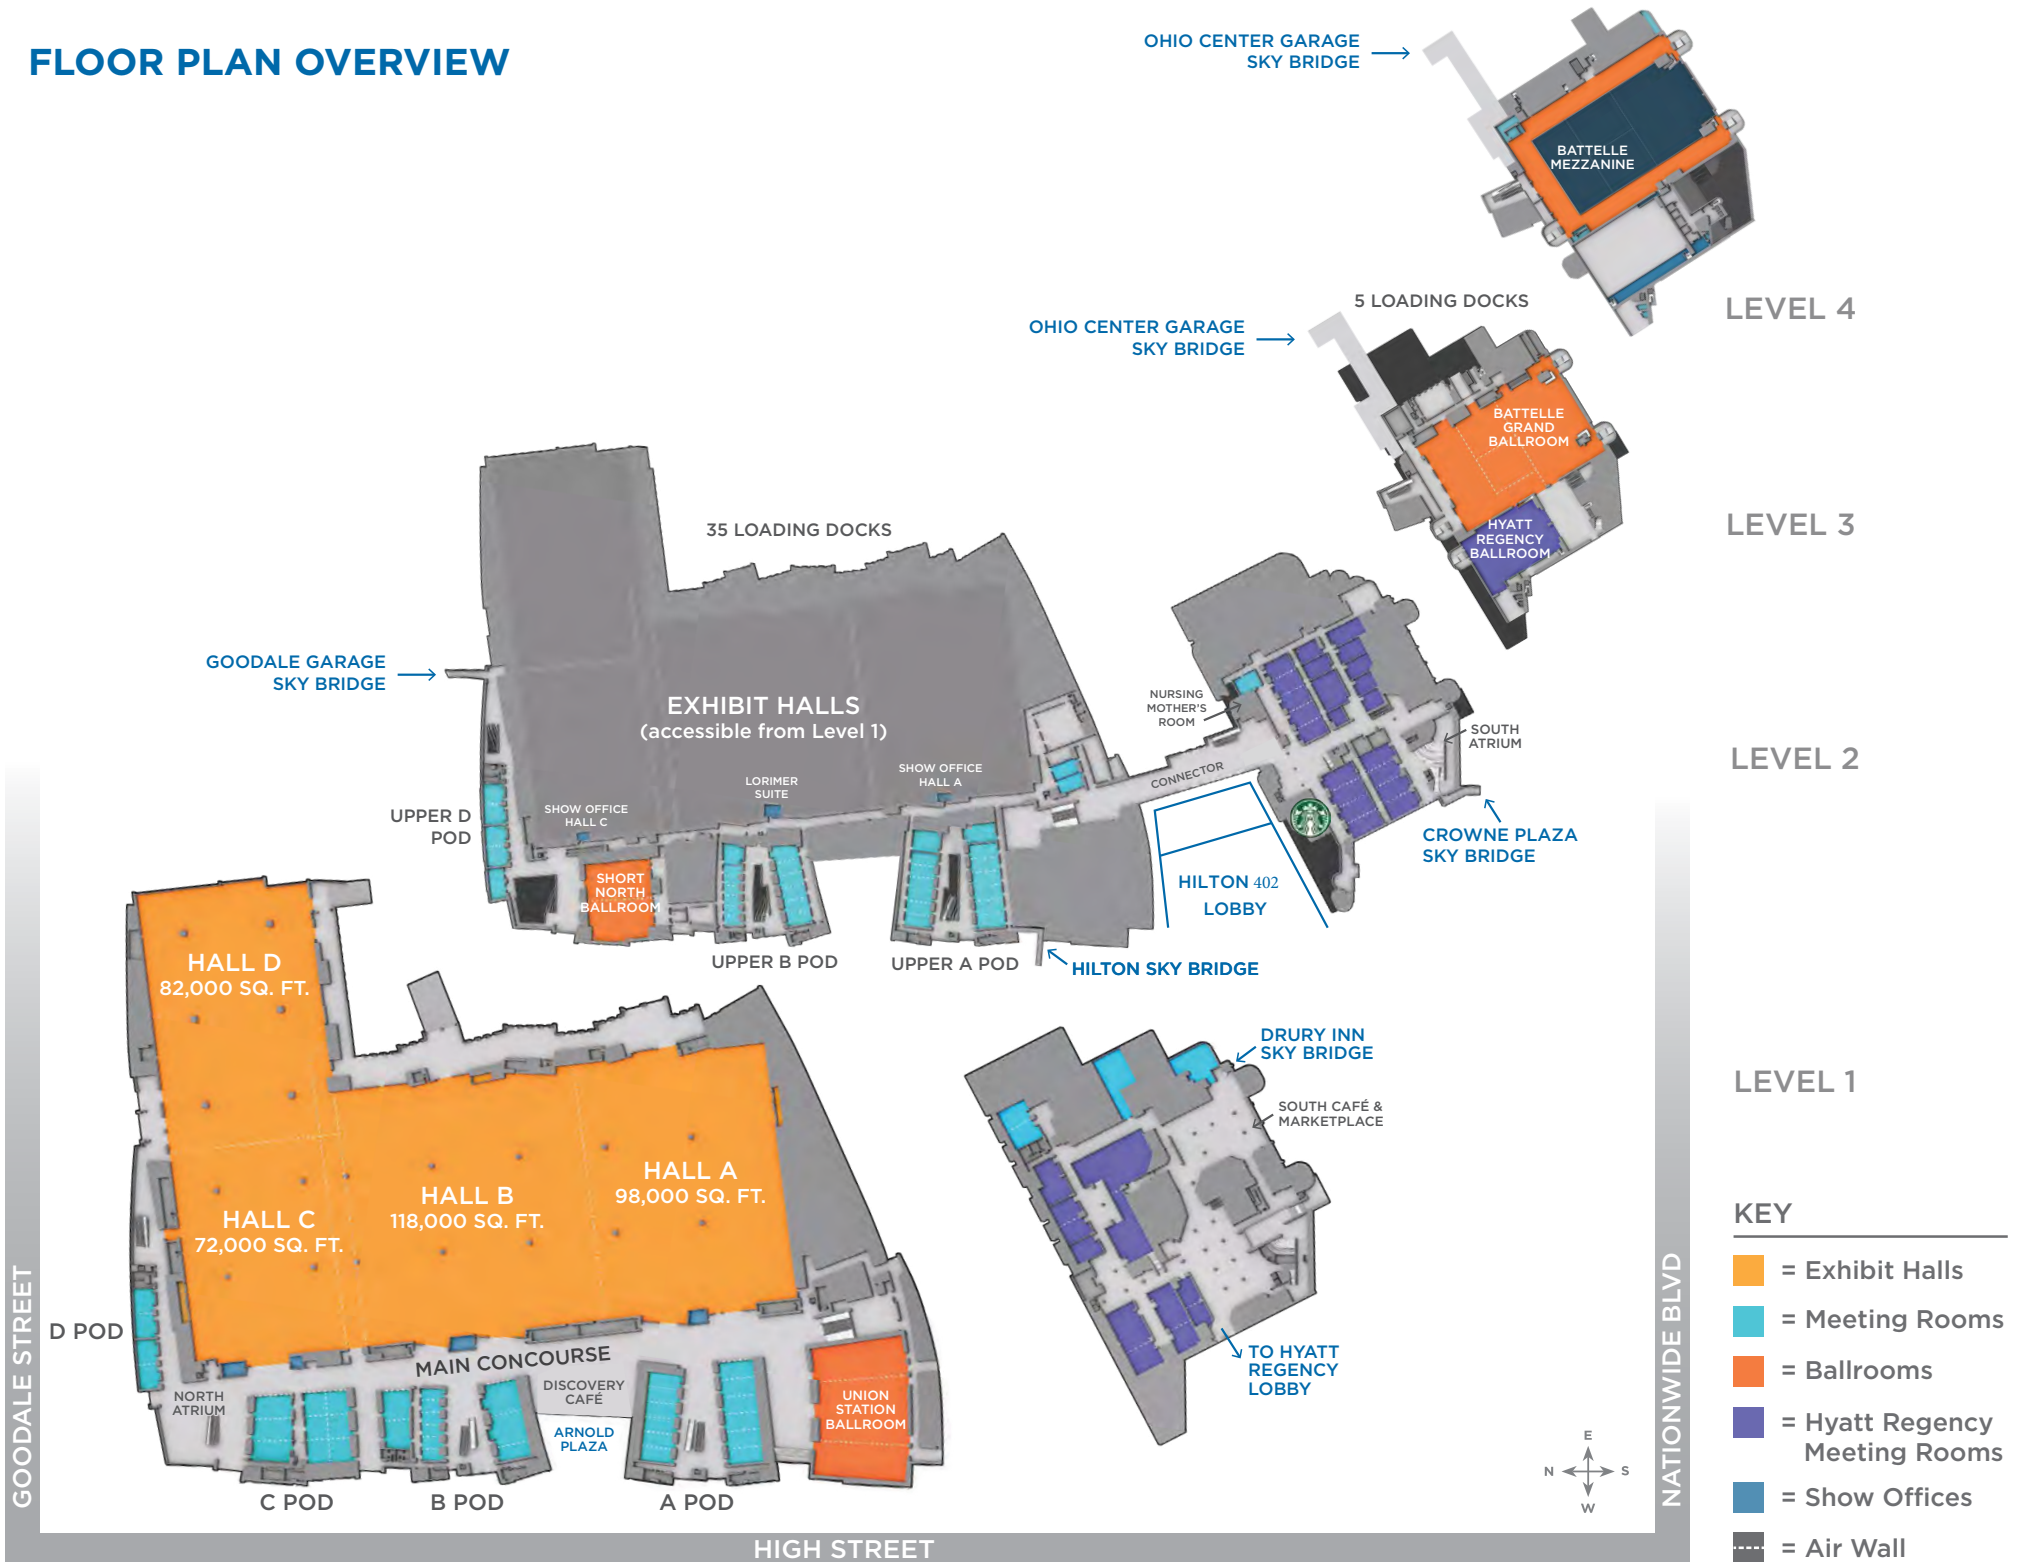 FLOOR PLAN OVERVIEW
OHIO CENTER GARAGE
SKY BRIDGE
BATTELLE
MEZZANINE
LEVEL 4
5 LOADING DOCKS
OHIO CENTER GARAGE
SKY BRIDGE
BATTELLE
GRAND
BALLROOM
HYATT
REGENCY
BALLROOM
LEVEL 3
35 LOADING DOCKS
GOODALE GARAGE
SKY BRIDGE
EXHIBIT HALLS
(accessible from Level 1)
NURSING
MOTHER'S
ROOM
SOUTH
ATRIUM
LEVEL 2
CONNECTOR
SHOW OFFICE
HALL A
LORIMER
SUITE
SHOW OFFICE
HALL C
UPPER D
POD
CROWNE PLAZA
SKY BRIDGE
SHORT
NORTH
BALLROOM
HILTON 402
LOBBY
UPPER B POD
UPPER A POD
HILTON SKY BRIDGE
HALL D
82,000 SQ. FT.
DRURY INN
SKY BRIDGE
SOUTH CAFÉ &
MARKETPLACE
LEVEL 1
HALL A
98,000 SQ. FT.
HALL B
118,000 SQ. FT.
HALL C
72,000 SQ. FT.
D POD
MAIN CONCOURSE
NORTH
ATRIUM
DISCOVERY
CAFÉ
ARNOLD
PLAZA
UNION
STATION
BALLROOM
TO HYATT
REGENCY
LOBBY
C POD
B POD
A POD
GOODALE STREET
HIGH STREET
NATIONWIDE BLVD
E
N
S
W
KEY
= Exhibit Halls
= Meeting Rooms
= Ballrooms
= Hyatt Regency
Meeting Rooms
= Show Offices
= Air Wall